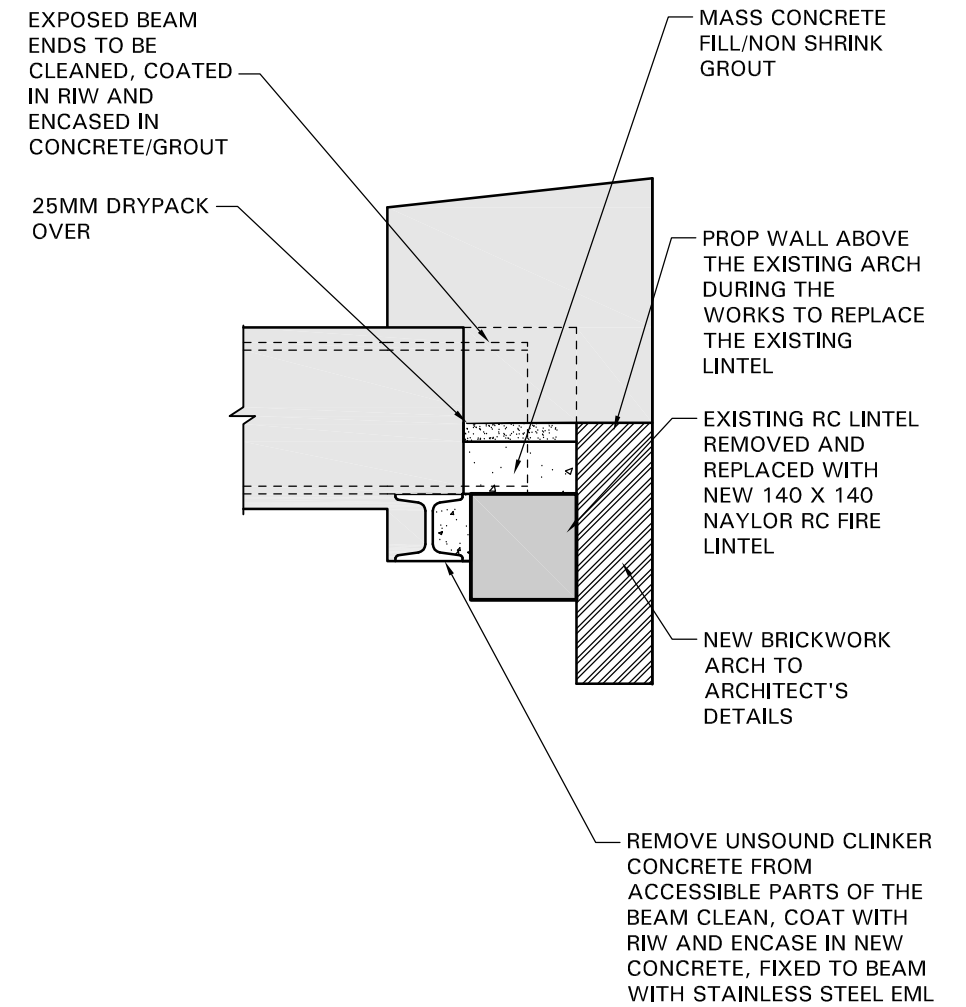 EXPOSED BEAM
ENDS TO BE
CLEANED, COATED
IN RIW AND
ENCASED IN
CONCRETE/GROUT
25MM DRYPACK
OVER
MASS CONCRETE
FILL/NON SHRINK
GROUT
PROP WALL ABOVE
THE EXISTING ARCH
DURING THE
WORKS TO REPLACE
THE EXISTING
LINTEL
EXISTING RC LINTEL
REMOVED AND
REPLACED WITH
NEW 140 X 140
NAYLOR RC FIRE
LINTEL
NEW BRICKWORK
ARCH TO
ARCHITECT'S
DETAILS
REMOVE UNSOUND CLINKER
CONCRETE FROM
ACCESSIBLE PARTS OF THE
BEAM CLEAN, COAT WITH
RIW AND ENCASE IN NEW
CONCRETE, FIXED TO BEAM
WITH STAINLESS STEEL EML